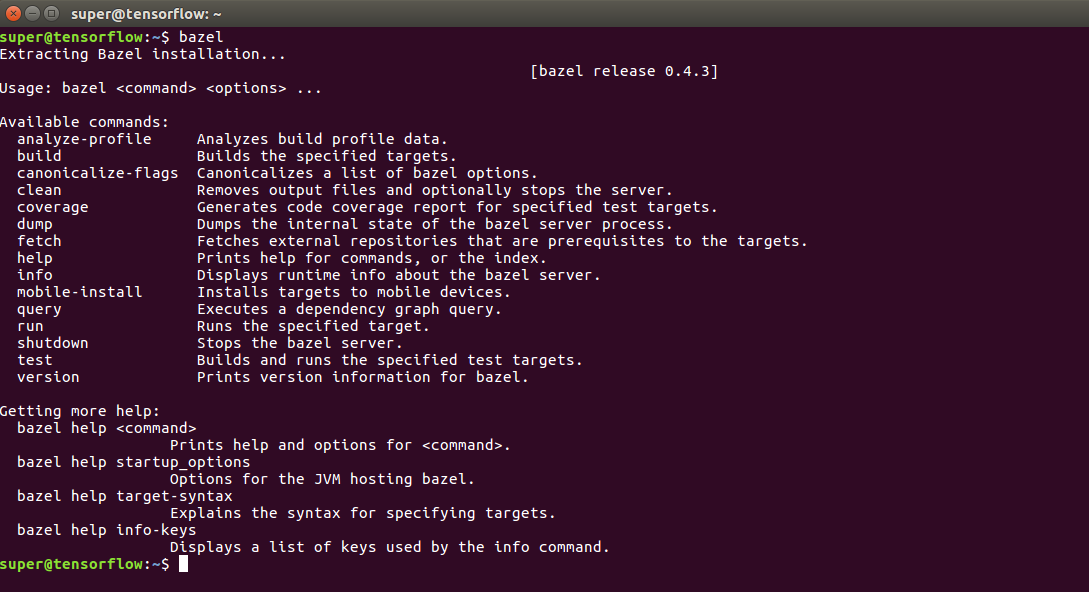 super@tensorflow: ~
super@tensorflow:~$ bazel
Extracting Bazel installation...
[bazel release 0.4.3]
Usage: bazel <command> <options> ...
Available commands:
analyze-profile     Analyzes build profile data.
build               Builds the specified targets.
canonicalize-flags  Canonicalizes a list of bazel options.
clean               Removes output files and optionally stops the server.
coverage            Generates code coverage report for specified test targets.
dump                Dumps the internal state of the bazel server process.
fetch               Fetches external repositories that are prerequisites to the targets.
help                Prints help for commands, or the index.
info                Displays runtime info about the bazel server.
mobile-install      Installs targets to mobile devices.
query               Executes a dependency graph query.
run                 Runs the specified target.
shutdown            Stops the bazel server.
test                Builds and runs the specified test targets.
version             Prints version information for bazel.
Getting more help:
bazel help <command>
Prints help and options for <command>.
bazel help startup_options
Options for the JVM hosting bazel.
bazel help target-syntax
Explains the syntax for specifying targets.
bazel help info-keys
Displays a list of keys used by the info command.
super@tensorflow:~$